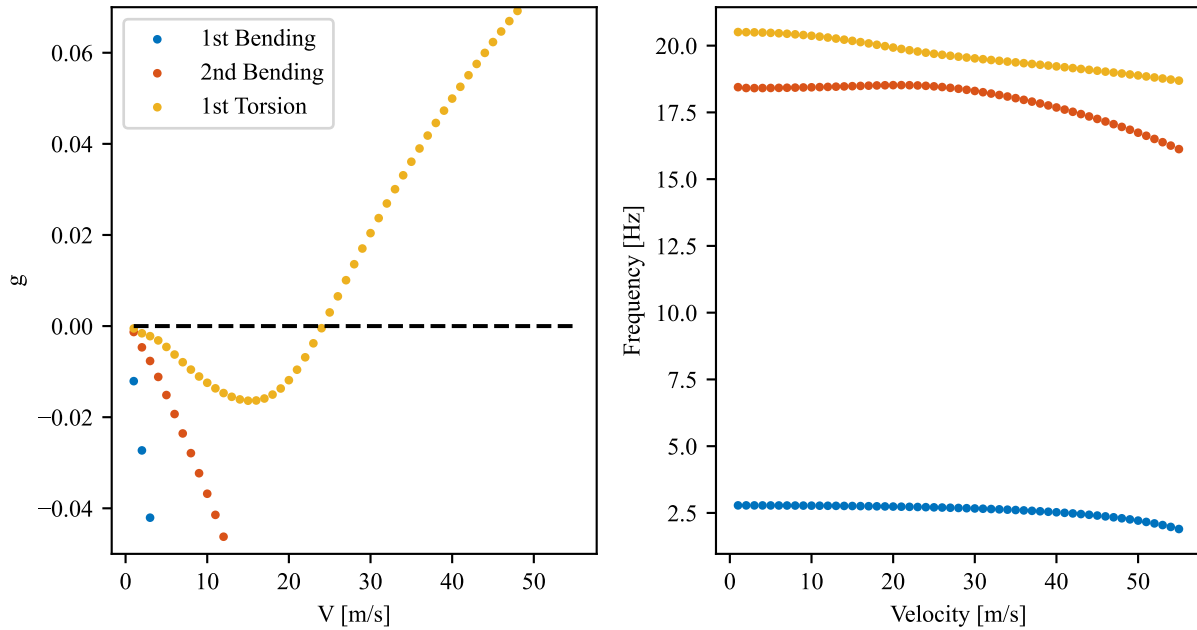 1st Bending
2nd Bending
1st Torsion
0.06
0.04
0.02
0.00
−0.02
−0.04
g
0 10 20 30 40 50
V [m/s]
20.0
17.5
15.0
12.5
10.0
7.5
5.0
2.5
Frequency [Hz]
0 10 20 30 40 50
Velocity [m/s]